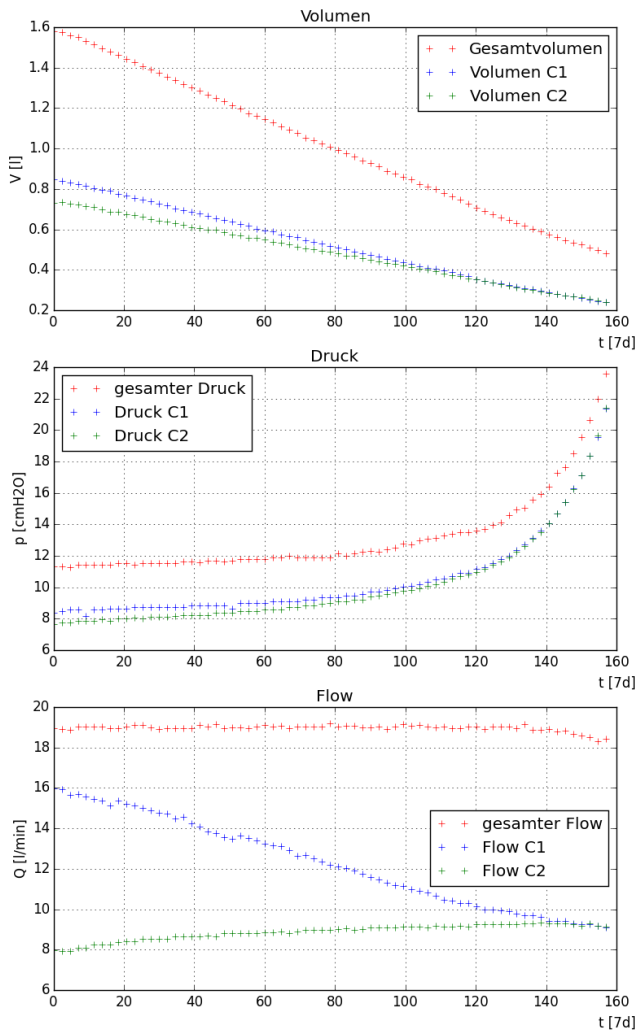 Volumen
1.6
1.4
1.2
1.0
0.8
0.6
0.4
0.2
V [l]
Gesamtvolumen
Volumen C1
Volumen C2
0 20 40 60 80 100 120 140 160
t [7d]
Druck
24
22
20
18
16
14
12
10
8
6
p [cmH2O]
gesamter Druck
Druck C1
Druck C2
0 20 40 60 80 100 120 140 160
t [7d]
Flow
20
18
16
14
12
10
8
6
Q [l/min]
gesamter Flow
Flow C1
Flow C2
0 20 40 60 80 100 120 140 160
t [7d]